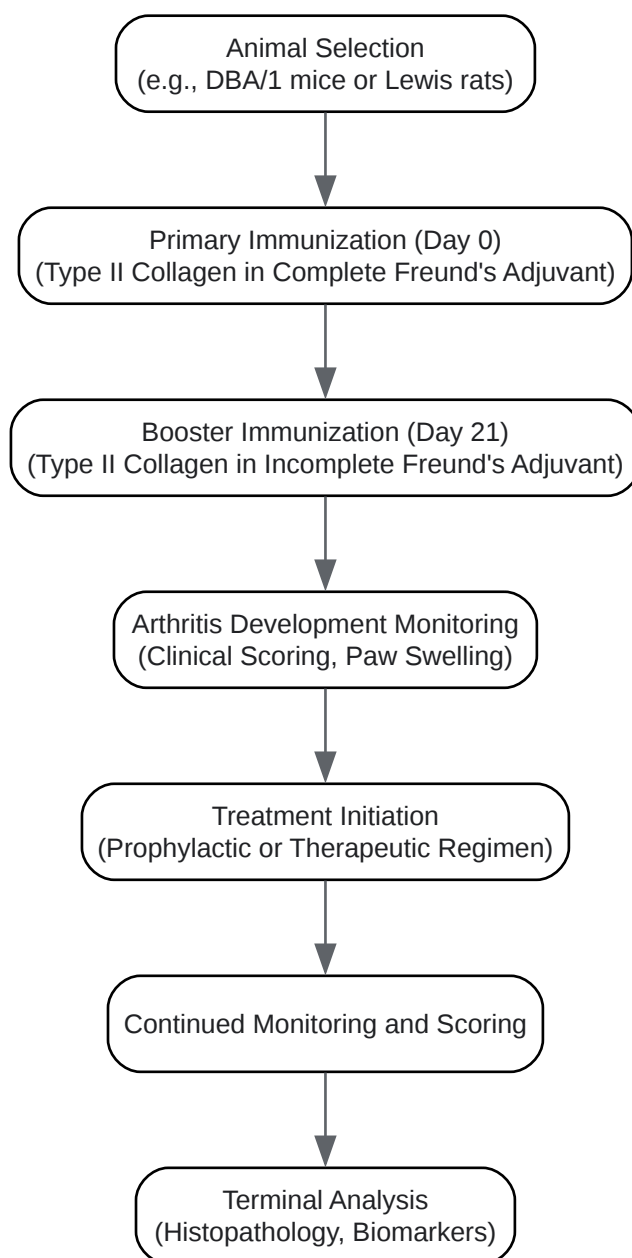 Animal Selection
(e.g., DBA/1 mice or Lewis rats)
Primary Immunization (Day 0)
(Type II Collagen in Complete Freund's Adjuvant)
Booster Immunization (Day 21)
(Type II Collagen in Incomplete Freund's Adjuvant)
Arthritis Development Monitoring
(Clinical Scoring, Paw Swelling)
Treatment Initiation
(Prophylactic or Therapeutic Regimen)
Continued Monitoring and Scoring
Terminal Analysis
(Histopathology, Biomarkers)